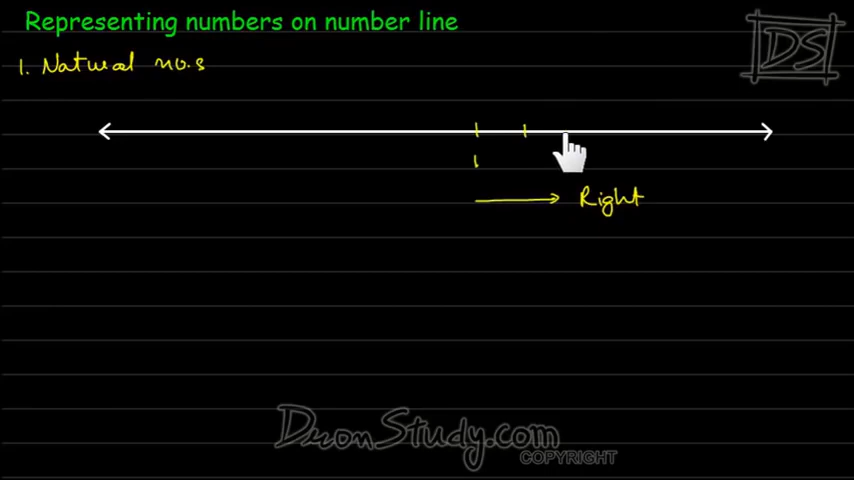 Representing numbers on number line
DS
1. Natural no.s
1
Right
DronStudy.com
COPYRIGHT